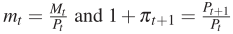 $m_t = \frac{M_t}{P_t}$ and $1 + \pi_{t+1} = \frac{P_{t+1}}{P_t}$